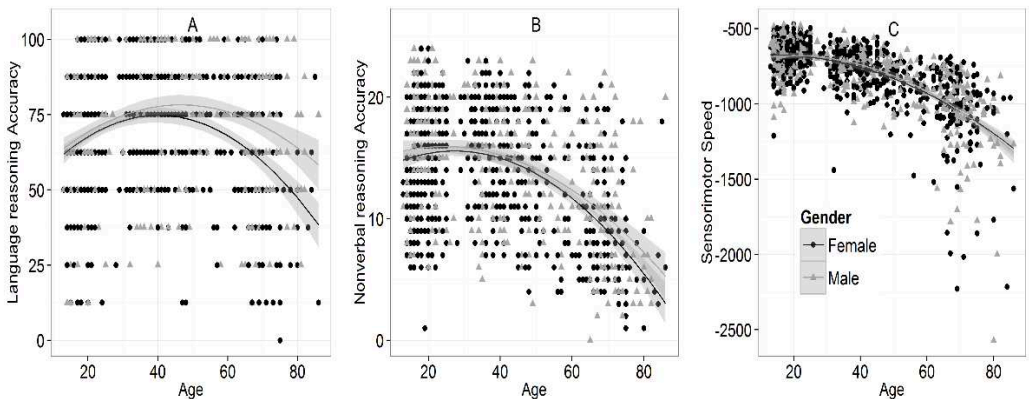 A
Language reasoning Accuracy
100
75
50
25
0
20
40
60
80
Age
B
Nonverbal reasoning Accuracy
20
10
0
20
40
60
80
Age
C
Sensorimotor Speed
-500
-1000
-1500
-2000
-2500
20
40
60
80
Age
Gender
Female
Male